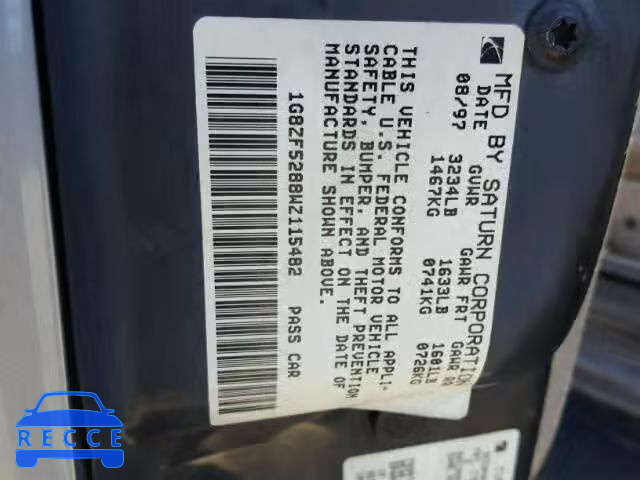 MFD BY SATURN CORPORATION
DATE GVWR GAWR FRT GAWR RR
08/97 3234LB 1633LB 1601LB
1467KG 0741KG 0726KG
THIS VEHICLE CONFORMS TO ALL APPLI-
CABLE U.S. FEDERAL MOTOR VEHICLE
SAFETY, BUMPER, AND THEFT PREVENTION
STANDARDS IN EFFECT ON THE DATE OF
MANUFACTURE SHOWN ABOVE.
1G8ZF5288WZ115482 PASS CAR
RECCE